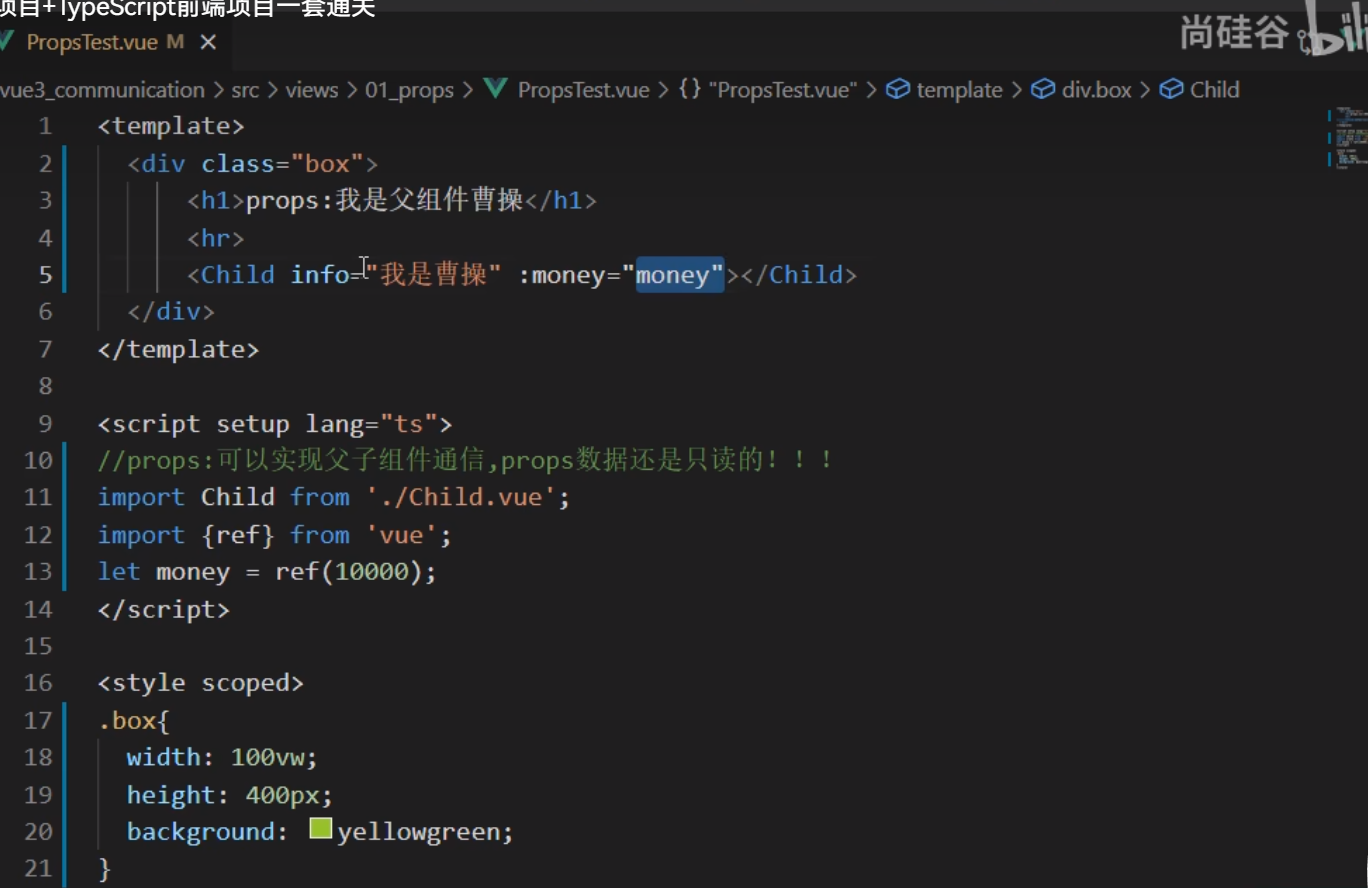 项目+TypeScript前端项目一套通关
PropsTest.vue M ×
尚硅谷
vue3_communication > src > views > 01_props > PropsTest.vue > {} "PropsTest.vue" > template > div.box > Child
1 <template>
2 <div class="box">
3 <h1>props:我是父组件曹操</h1>
4 <hr>
5 <Child info="我是曹操" :money="money"></Child>
6 </div>
7 </template>
8
9 <script setup lang="ts">
10 //props:可以实现父子组件通信,props数据还是只读的！！！
11 import Child from './Child.vue';
12 import {ref} from 'vue';
13 let money = ref(10000);
14 </script>
15
16 <style scoped>
17 .box{
18 width: 100vw;
19 height: 400px;
20 background: yellowgreen;
21 }